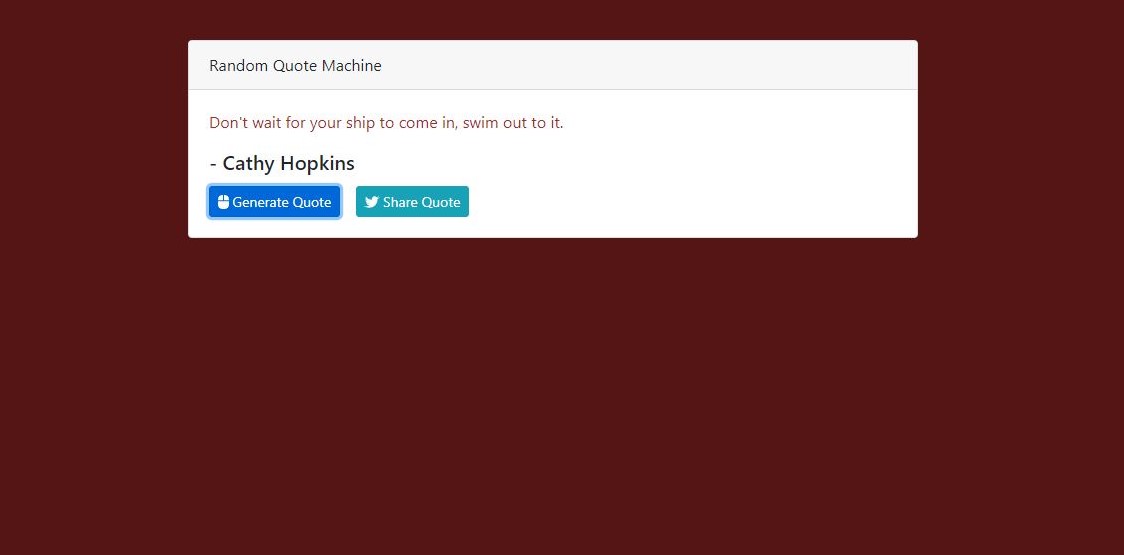 Random Quote Machine
Don't wait for your ship to come in, swim out to it.
- Cathy Hopkins
Generate Quote Share Quote